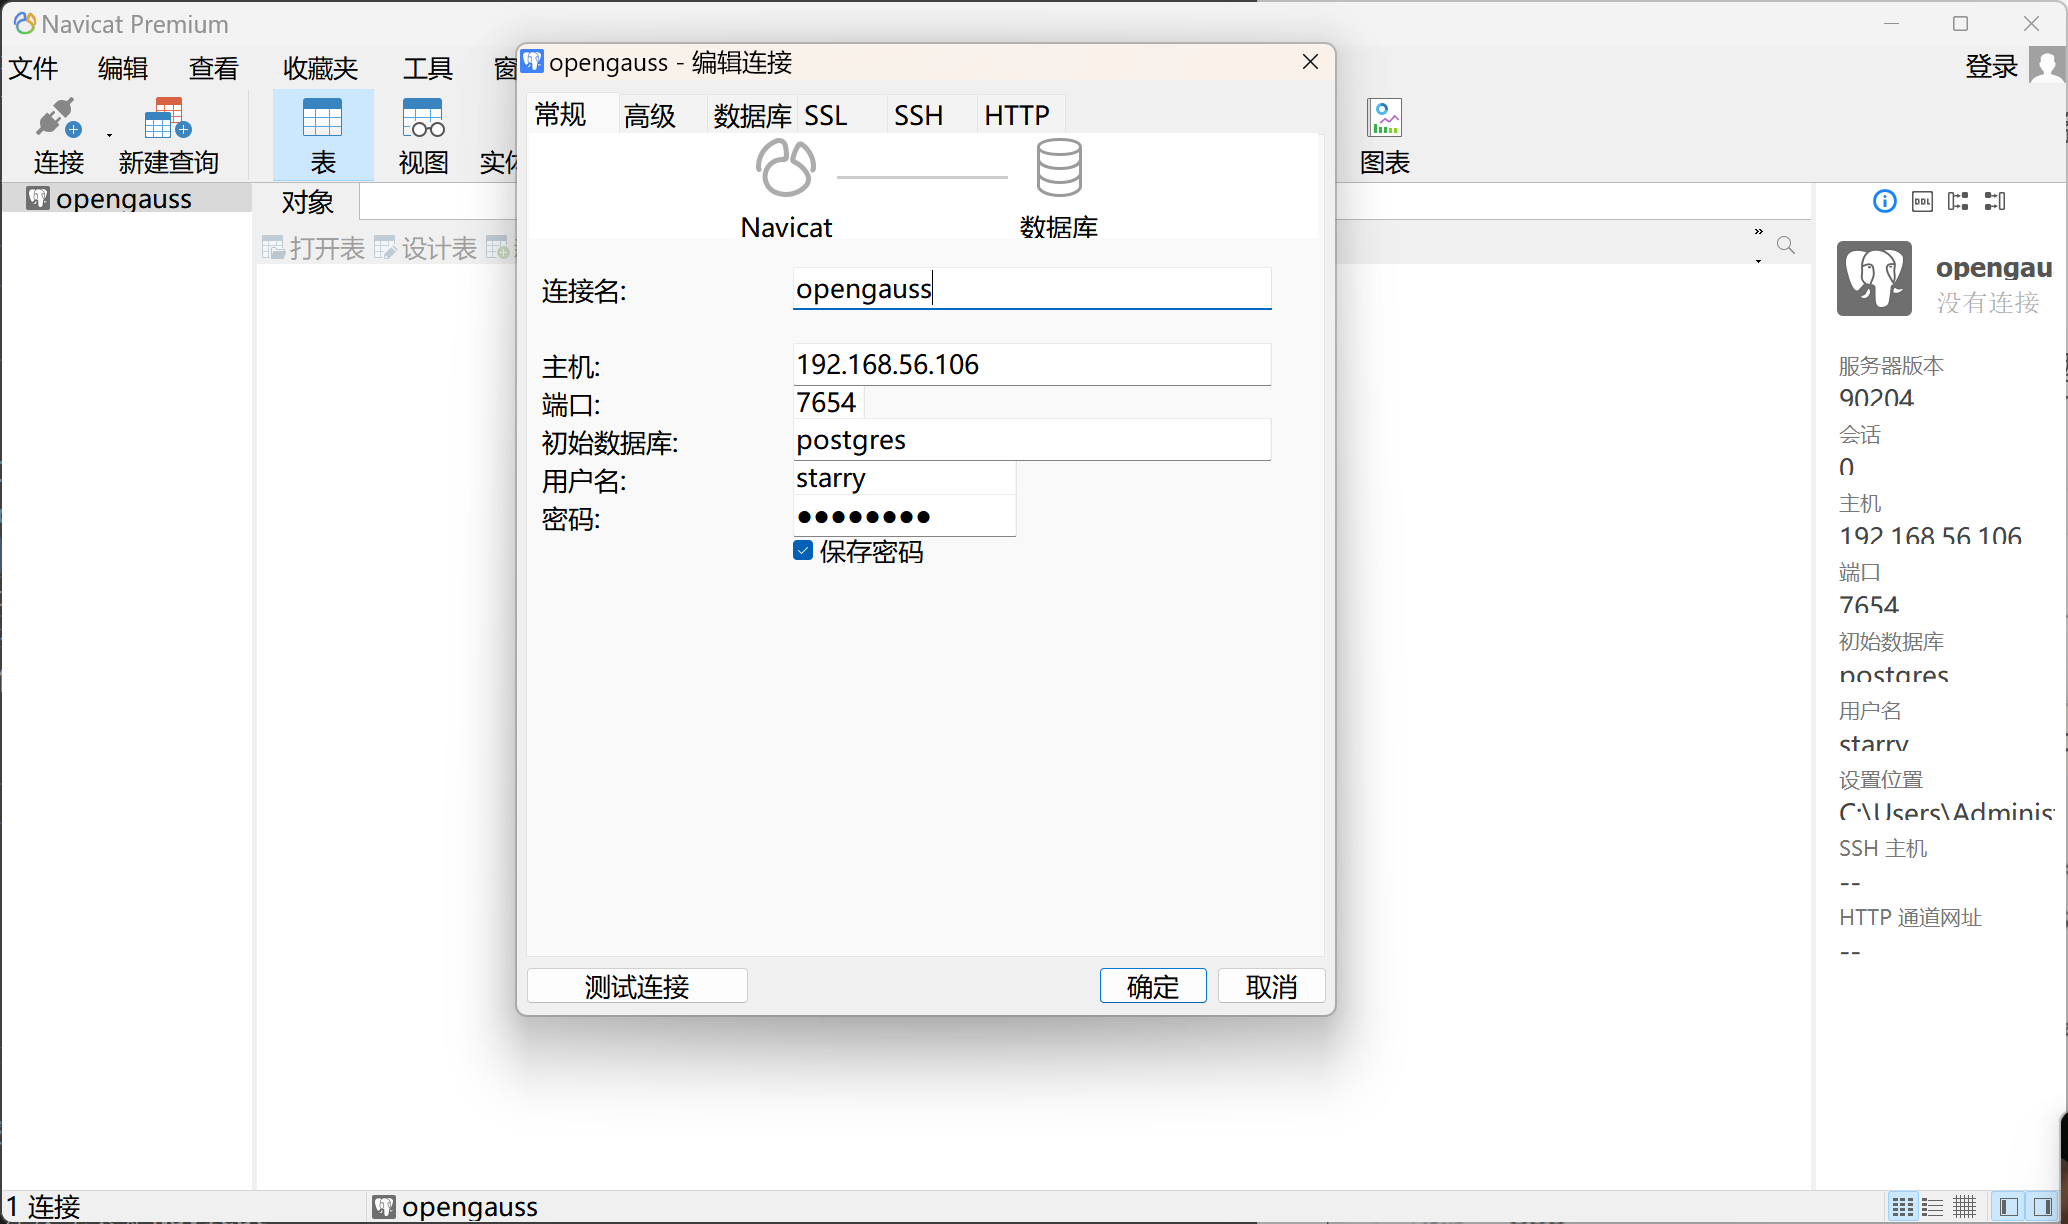 Navicat Premium
文件 编辑 查看 收藏夹 工具 窗
登录
连接 新建查询 表 视图 实体 图表
opengauss
对象
打开表 设计表
opengauss - 编辑连接
常规 高级 数据库 SSL SSH HTTP
Navicat 数据库
连接名: opengauss
主机: 192.168.56.106
端口: 7654
初始数据库: postgres
用户名: starry
密码: ●●●●●●●●
保存密码
测试连接 确定 取消
DDL
opengau
没有连接
服务器版本
90204
会话
0
主机
192.168.56.106
端口
7654
初始数据库
postgres
用户名
starry
设置位置
C:\Users\Adminis
SSH 主机
--
HTTP 通道网址
--
1 连接 opengauss